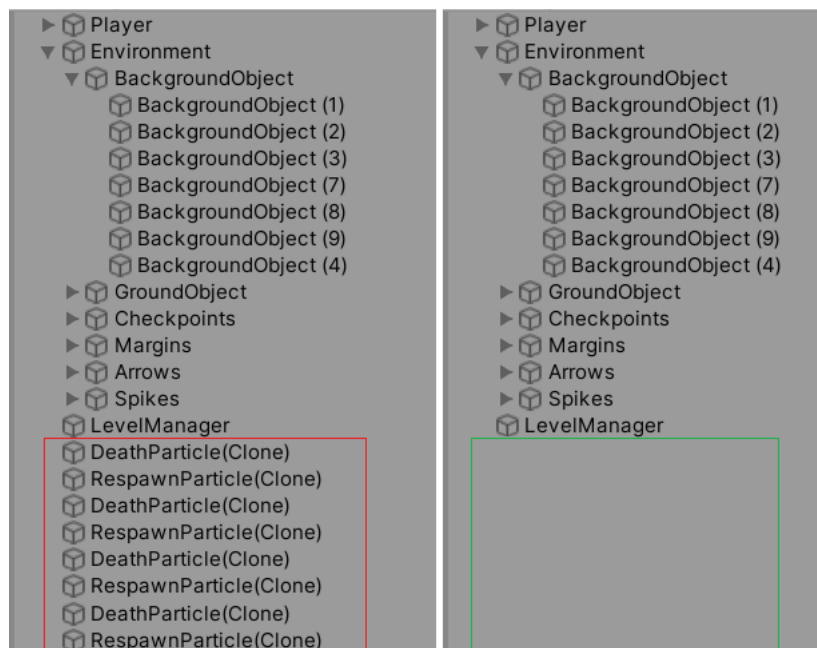 Player
Environment
BackgroundObject
BackgroundObject (1)
BackgroundObject (2)
BackgroundObject (3)
BackgroundObject (7)
BackgroundObject (8)
BackgroundObject (9)
BackgroundObject (4)
GroundObject
Checkpoints
Margins
Arrows
Spikes
LevelManager
DeathParticle(Clone)
RespawnParticle(Clone)
DeathParticle(Clone)
RespawnParticle(Clone)
DeathParticle(Clone)
RespawnParticle(Clone)
DeathParticle(Clone)
RespawnParticle(Clone)
Player
Environment
BackgroundObject
BackgroundObject (1)
BackgroundObject (2)
BackgroundObject (3)
BackgroundObject (7)
BackgroundObject (8)
BackgroundObject (9)
BackgroundObject (4)
GroundObject
Checkpoints
Margins
Arrows
Spikes
LevelManager